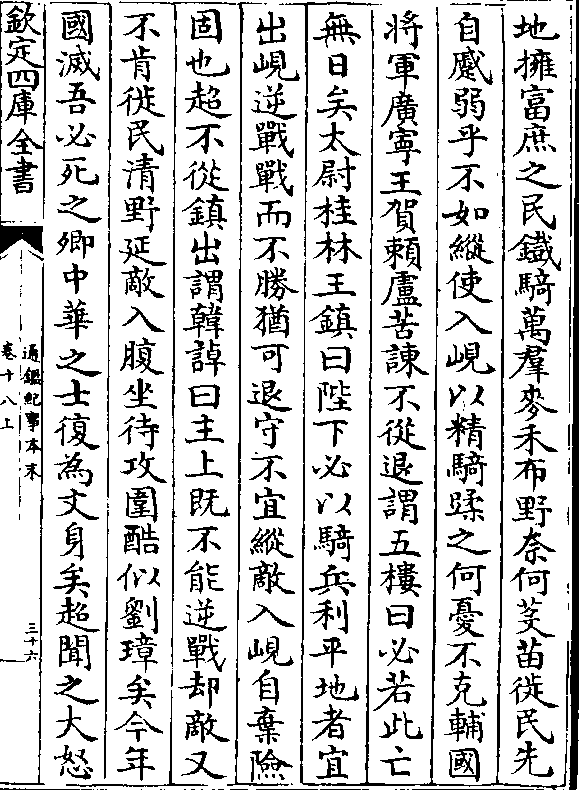 地擁富庶之民鐵騎萬羣麥禾布野奈何芟苗徙民先
自蹙弱乎不如縱使入峴以精騎蹂之何憂不克輔國
將軍廣寧王賀頼盧苦諫不從退謂五樓曰必若此亡
無日矣太尉桂林王鎮曰陛下必以騎兵利平地者宜
出峴逆戰戰而不勝猶可退守不宜縱敵入峴自棄險
固也超不從鎮出謂韓𧨳曰主上既不能逆戰却敵又
不肯徙民清野延敵入腹坐待攻圍酷似劉璋矣今年
國滅吾必死之卿中華之士復為文身矣超聞之大怒
欽定四庫全書
通鑑紀事本末
卷十八上
三十六